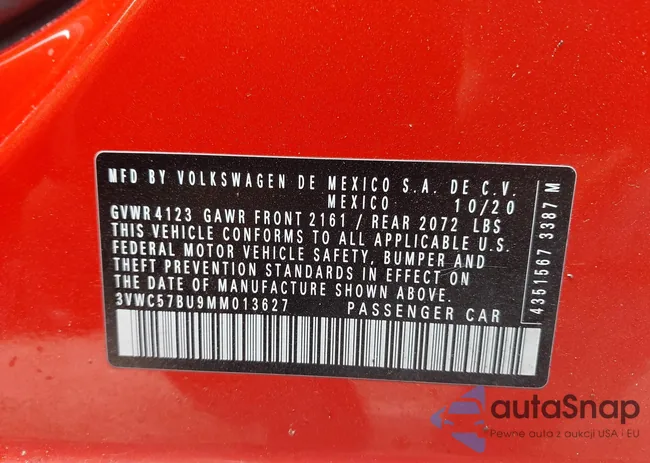 MFD BY VOLKSWAGEN DE MEXICO S.A. DE C.V.
MEXICO 10/20
GVWR 4123 GAWR FRONT 2161 / REAR 2072 LBS
THIS VEHICLE CONFORMS TO ALL APPLICABLE U.S.
FEDERAL MOTOR VEHICLE SAFETY, BUMPER AND
THEFT PREVENTION STANDARDS IN EFFECT ON
THE DATE OF MANUFACTURE SHOWN ABOVE.
3VWC57BU9MM013627 PASSENGER CAR
4351567 3387 M
autaSnap
Pewne auta z aukcji USA i EU